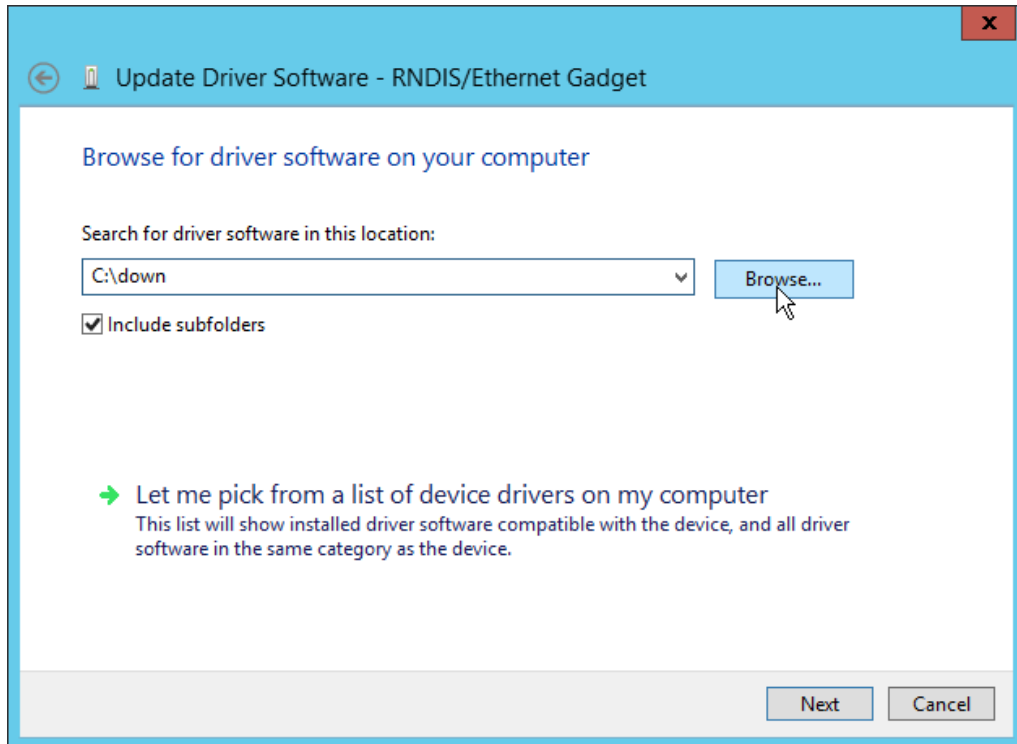 x
Update Driver Software - RNDIS/Ethernet Gadget
Browse for driver software on your computer
Search for driver software in this location:
C:\down
Browse...
Include subfolders
Let me pick from a list of device drivers on my computer
This list will show installed driver software compatible with the device, and all driver
software in the same category as the device.
Next Cancel